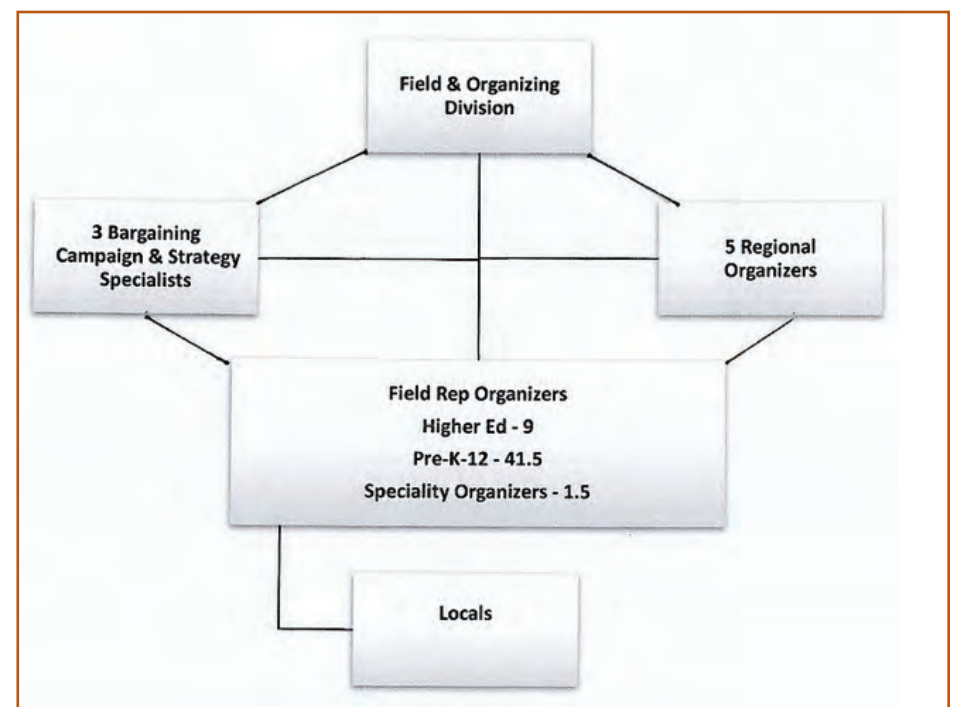 Field & Organizing
Division
3 Bargaining
Campaign & Strategy
Specialists
5 Regional
Organizers
Field Rep Organizers
Higher Ed - 9
Pre-K-12 - 41.5
Speciality Organizers - 1.5
Locals